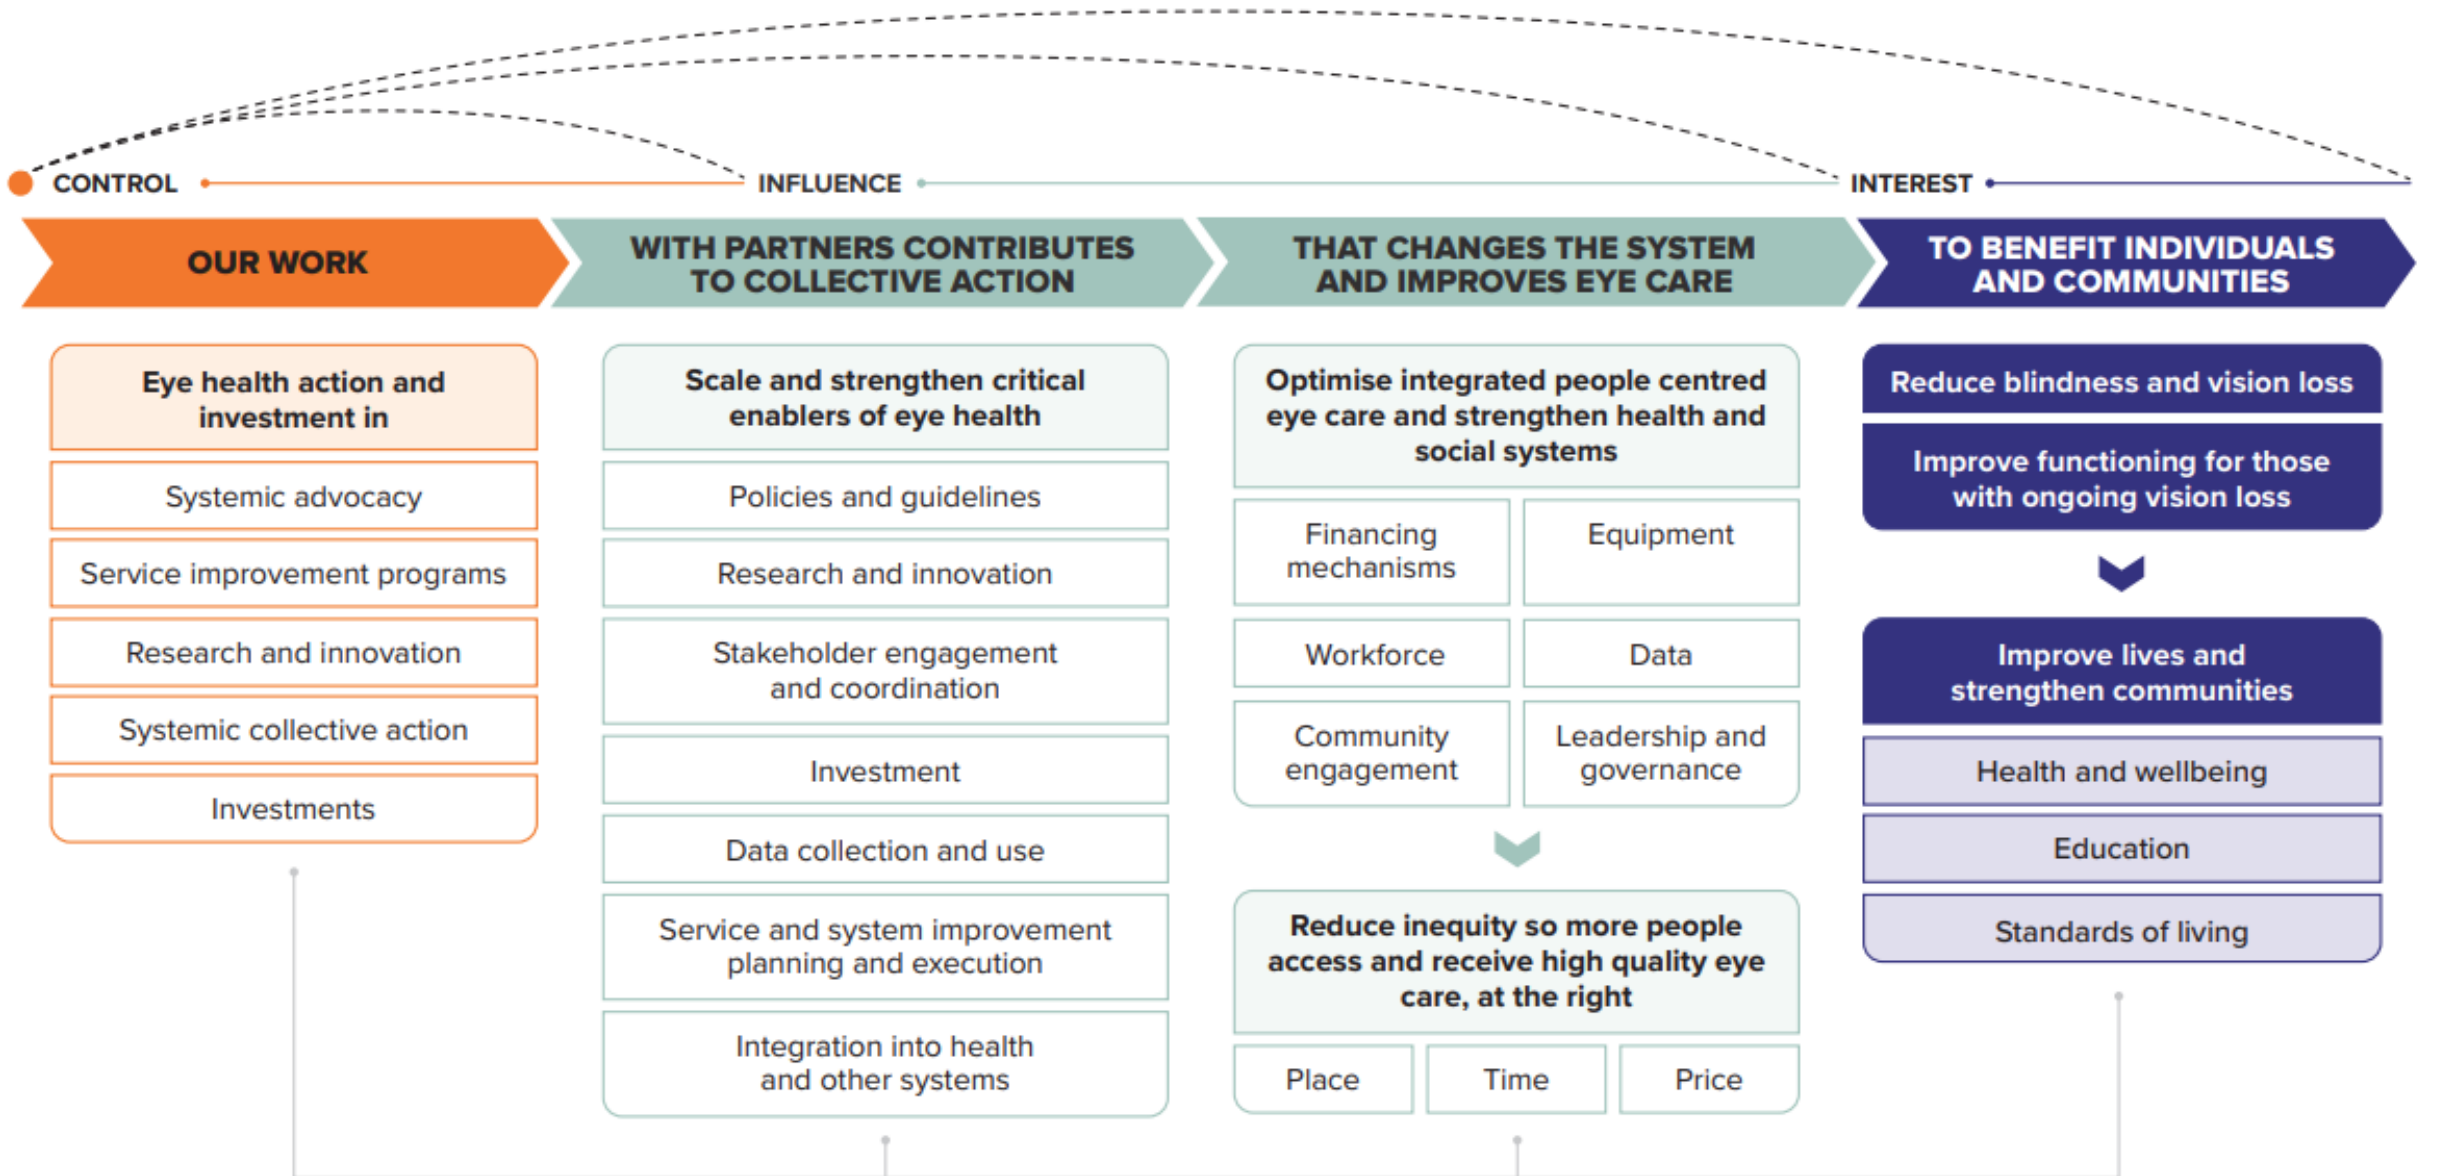 CONTROL
INFLUENCE
INTEREST
OUR WORK
WITH PARTNERS CONTRIBUTES
TO COLLECTIVE ACTION
THAT CHANGES THE SYSTEM
AND IMPROVES EYE CARE
TO BENEFIT INDIVIDUALS
AND COMMUNITIES
Eye health action and
investment in
Systemic advocacy
Service improvement programs
Research and innovation
Systemic collective action
Investments
Scale and strengthen critical
enablers of eye health
Policies and guidelines
Research and innovation
Stakeholder engagement
and coordination
Investment
Data collection and use
Service and system improvement
planning and execution
Integration into health
and other systems
Optimise integrated people centred
eye care and strengthen health and
social systems
Financing
mechanisms
Equipment
Workforce
Data
Community
engagement
Leadership and
governance
Reduce inequity so more people
access and receive high quality eye
care, at the right
Place
Time
Price
Reduce blindness and vision loss
Improve functioning for those
with ongoing vision loss
Improve lives and
strengthen communities
Health and wellbeing
Education
Standards of living